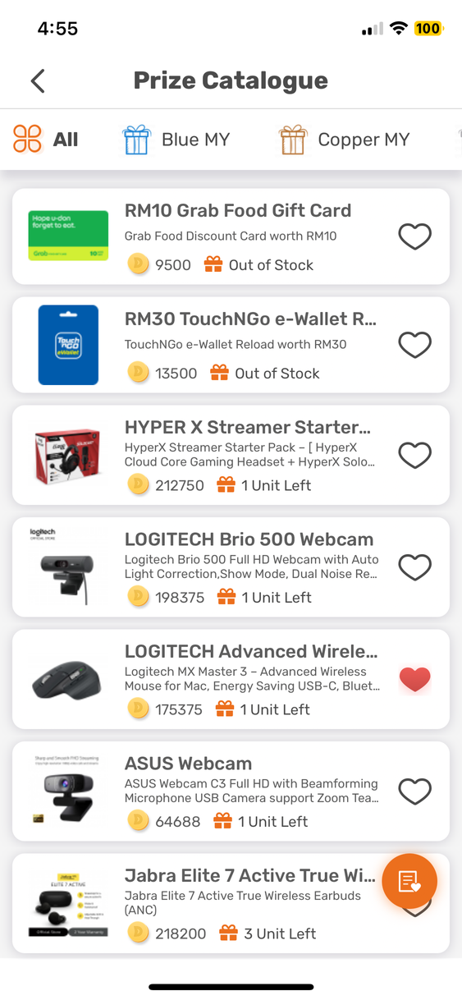 4:55
100
Prize Catalogue
All
Blue MY
Copper MY
Hope u-don
forget to eat.
Grab
10
RM10 Grab Food Gift Card
Grab Food Discount Card worth RM10
9500
Out of Stock
Touch
'n GO
eWallet
RM30 TouchNGo e-Wallet R...
TouchNGo e-Wallet Reload worth RM30
13500
Out of Stock
HYPER X Streamer Starter...
HyperX Streamer Starter Pack – [ HyperX
Cloud Core Gaming Headset + HyperX Solo...
212750
1 Unit Left
logitech
OFFICIAL STORE
LOGITECH Brio 500 Webcam
Logitech Brio 500 Full HD Webcam with Auto
Light Correction,Show Mode, Dual Noise Re...
198375
1 Unit Left
LOGITECH Advanced Wirele...
Logitech MX Master 3 – Advanced Wireless
Mouse for Mac, Energy Saving USB-C, Bluet...
175375
1 Unit Left
Sharp and Smooth FHD Streaming
ASUS Webcam
ASUS Webcam C3 Full HD with Beamforming
Microphone USB Camera support Zoom Tea...
64688
1 Unit Left
Jabra
ELITE 7 ACTIVE
Official Store
2 Year Warranty
Jabra Elite 7 Active True Wi...
Jabra Elite 7 Active True Wireless Earbuds
(ANC)
218200
3 Unit Left